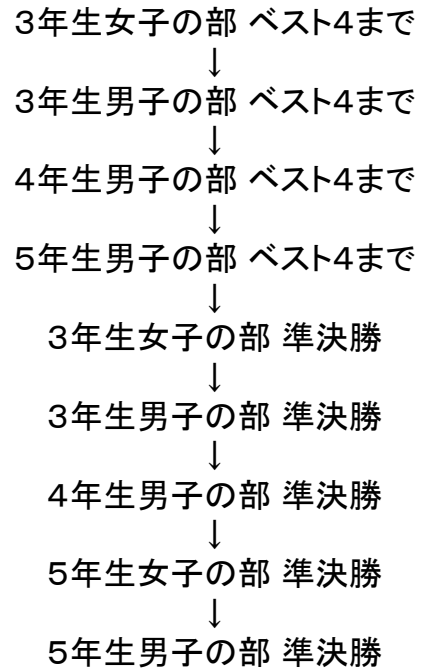 3年生女子の部 ベスト4まで
↓
3年生男子の部 ベスト4まで
↓
4年生男子の部 ベスト4まで
↓
5年生男子の部 ベスト4まで
↓
3年生女子の部 準決勝
↓
3年生男子の部 準決勝
↓
4年生男子の部 準決勝
↓
5年生女子の部 準決勝
↓
5年生男子の部 準決勝